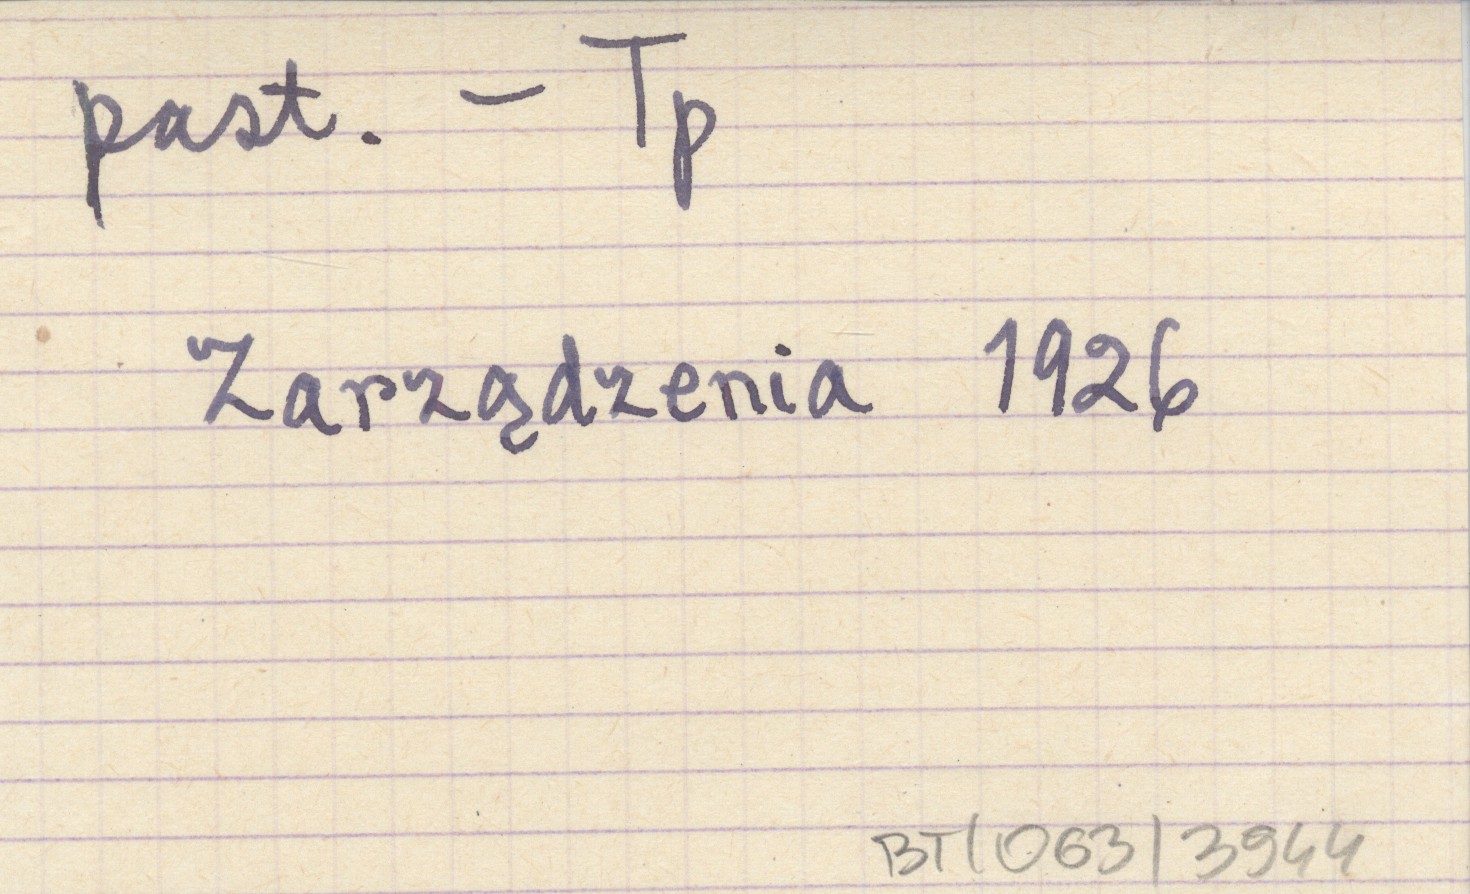 past. - Tp
Zarządzenia 1926
BT/063/3944